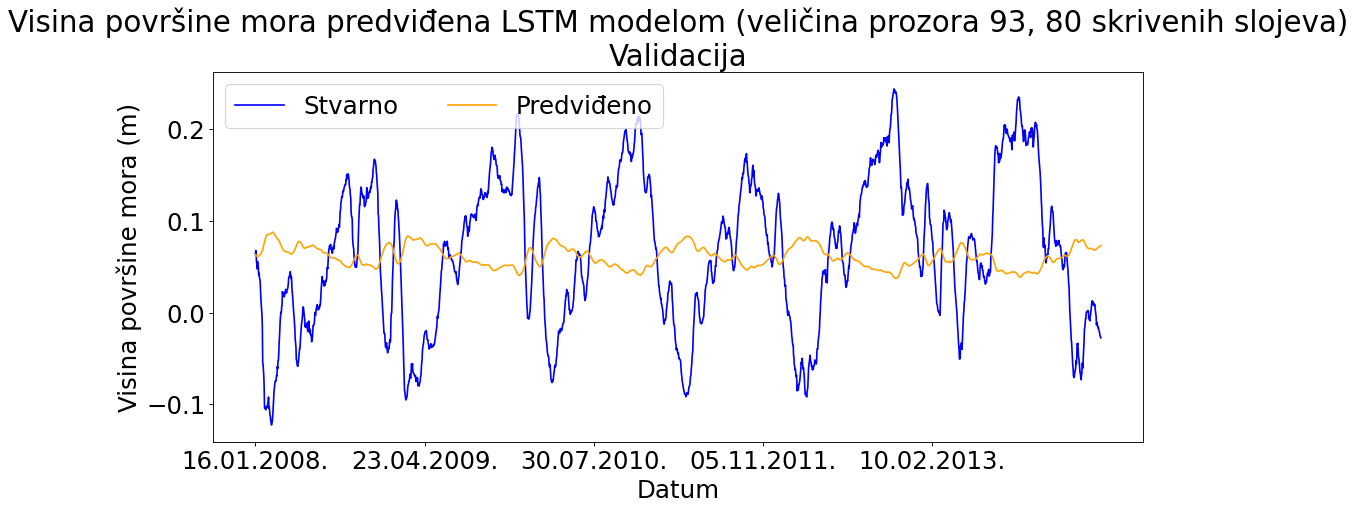 Visina površine mora predviđena LSTM modelom (veličina prozora 93, 80 skrivenih slojeva)
Validacija
Stvarno Predviđeno
Visina površine mora (m)
0.2
0.1
0.0
−0.1
16.01.2008. 23.04.2009. 30.07.2010. 05.11.2011. 10.02.2013.
Datum